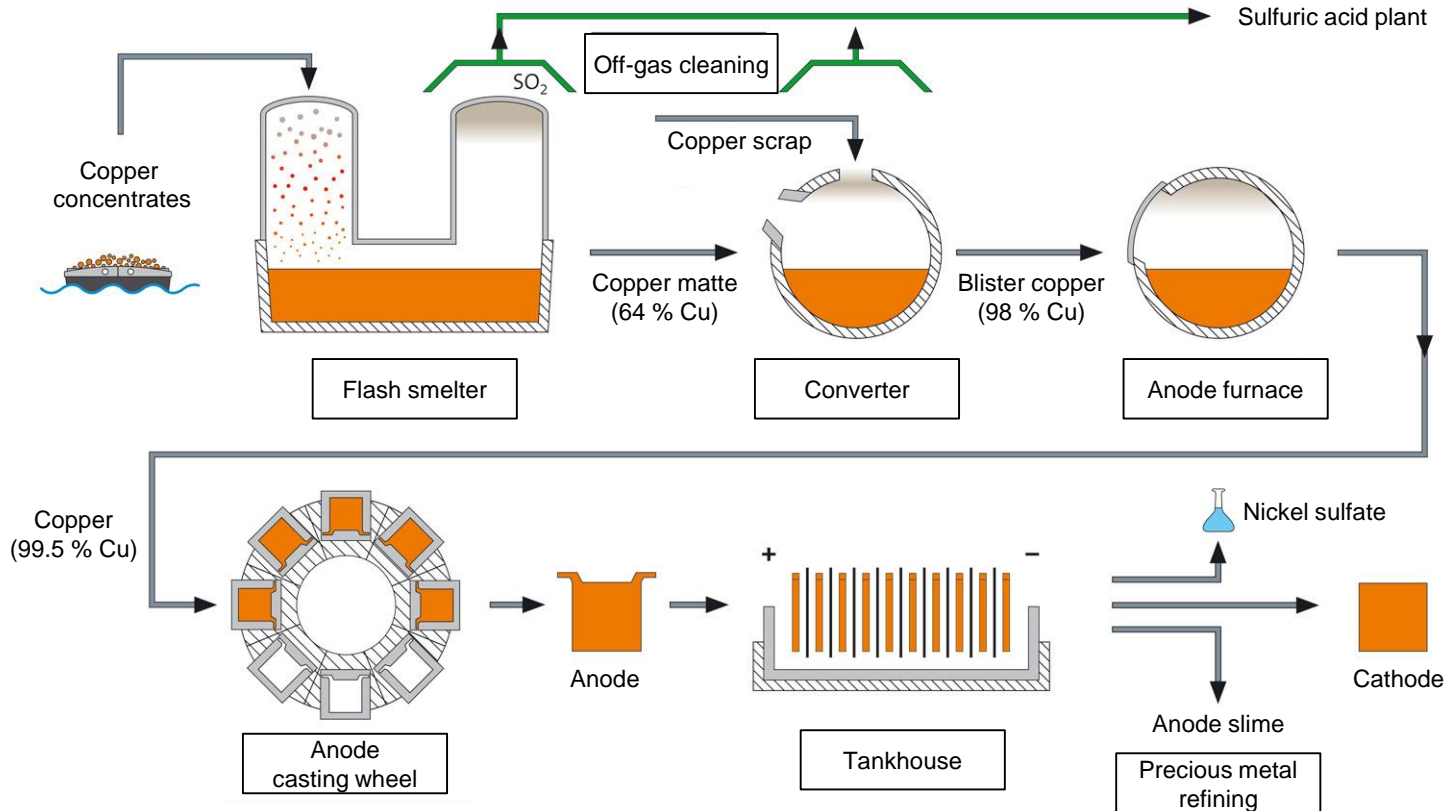 Sulfuric acid plant
Off-gas cleaning
SO₂
Copper scrap
Copper
concentrates
Copper matte
(64 % Cu)
Blister copper
(98 % Cu)
Flash smelter
Converter
Anode furnace
Copper
(99.5 % Cu)
Nickel sulfate
+
−
Anode
Cathode
Anode slime
Anode
casting wheel
Tankhouse
Precious metal
refining